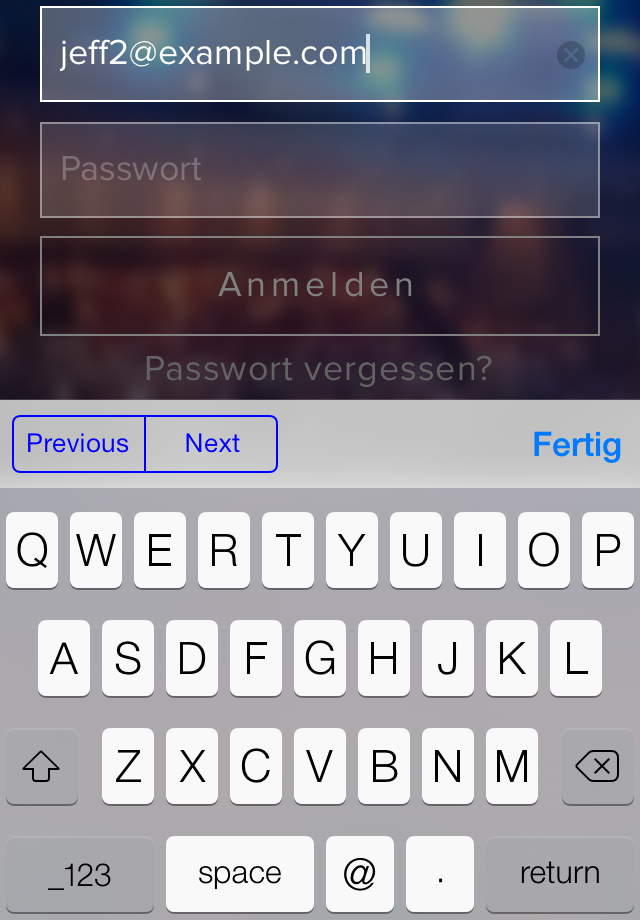 jeff2@example.com
Passwort
Anmelden
Passwort vergessen?
Previous Next Fertig
Q W E R T Y U I O P
A S D F G H J K L
Z X C V B N M
_123 space @ . return